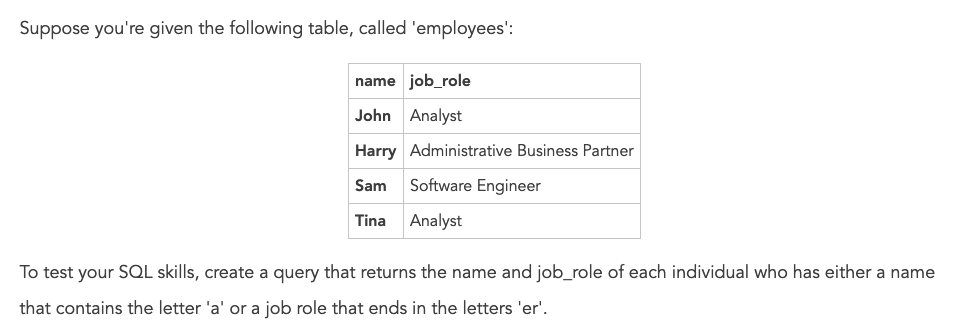 Suppose you're given the following table, called 'employees':
name job_role
John Analyst
Harry Administrative Business Partner
Sam Software Engineer
Tina Analyst
To test your SQL skills, create a query that returns the name and job_role of each individual who has either a name
that contains the letter 'a' or a job role that ends in the letters 'er'.